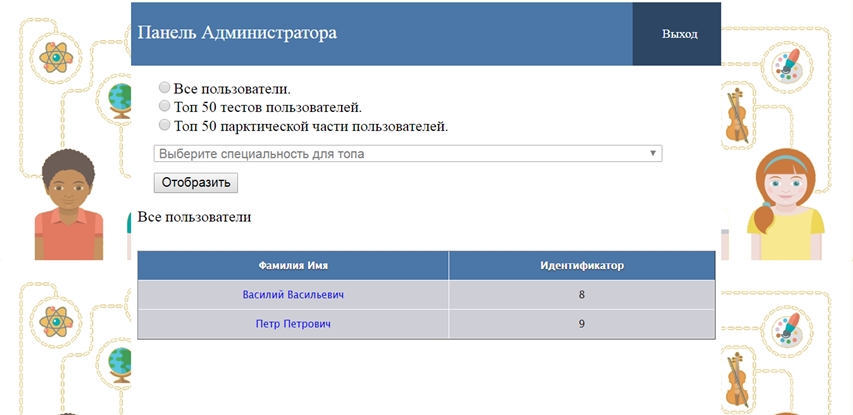 Панель Администратора
Выход
Все пользователи.
Топ 50 тестов пользователей.
Топ 50 парктической части пользователей.
Выберите специальность для топа
Отобразить
Все пользователи
Фамилия Имя Идентификатор
Василий Васильевич 8
Петр Петрович 9